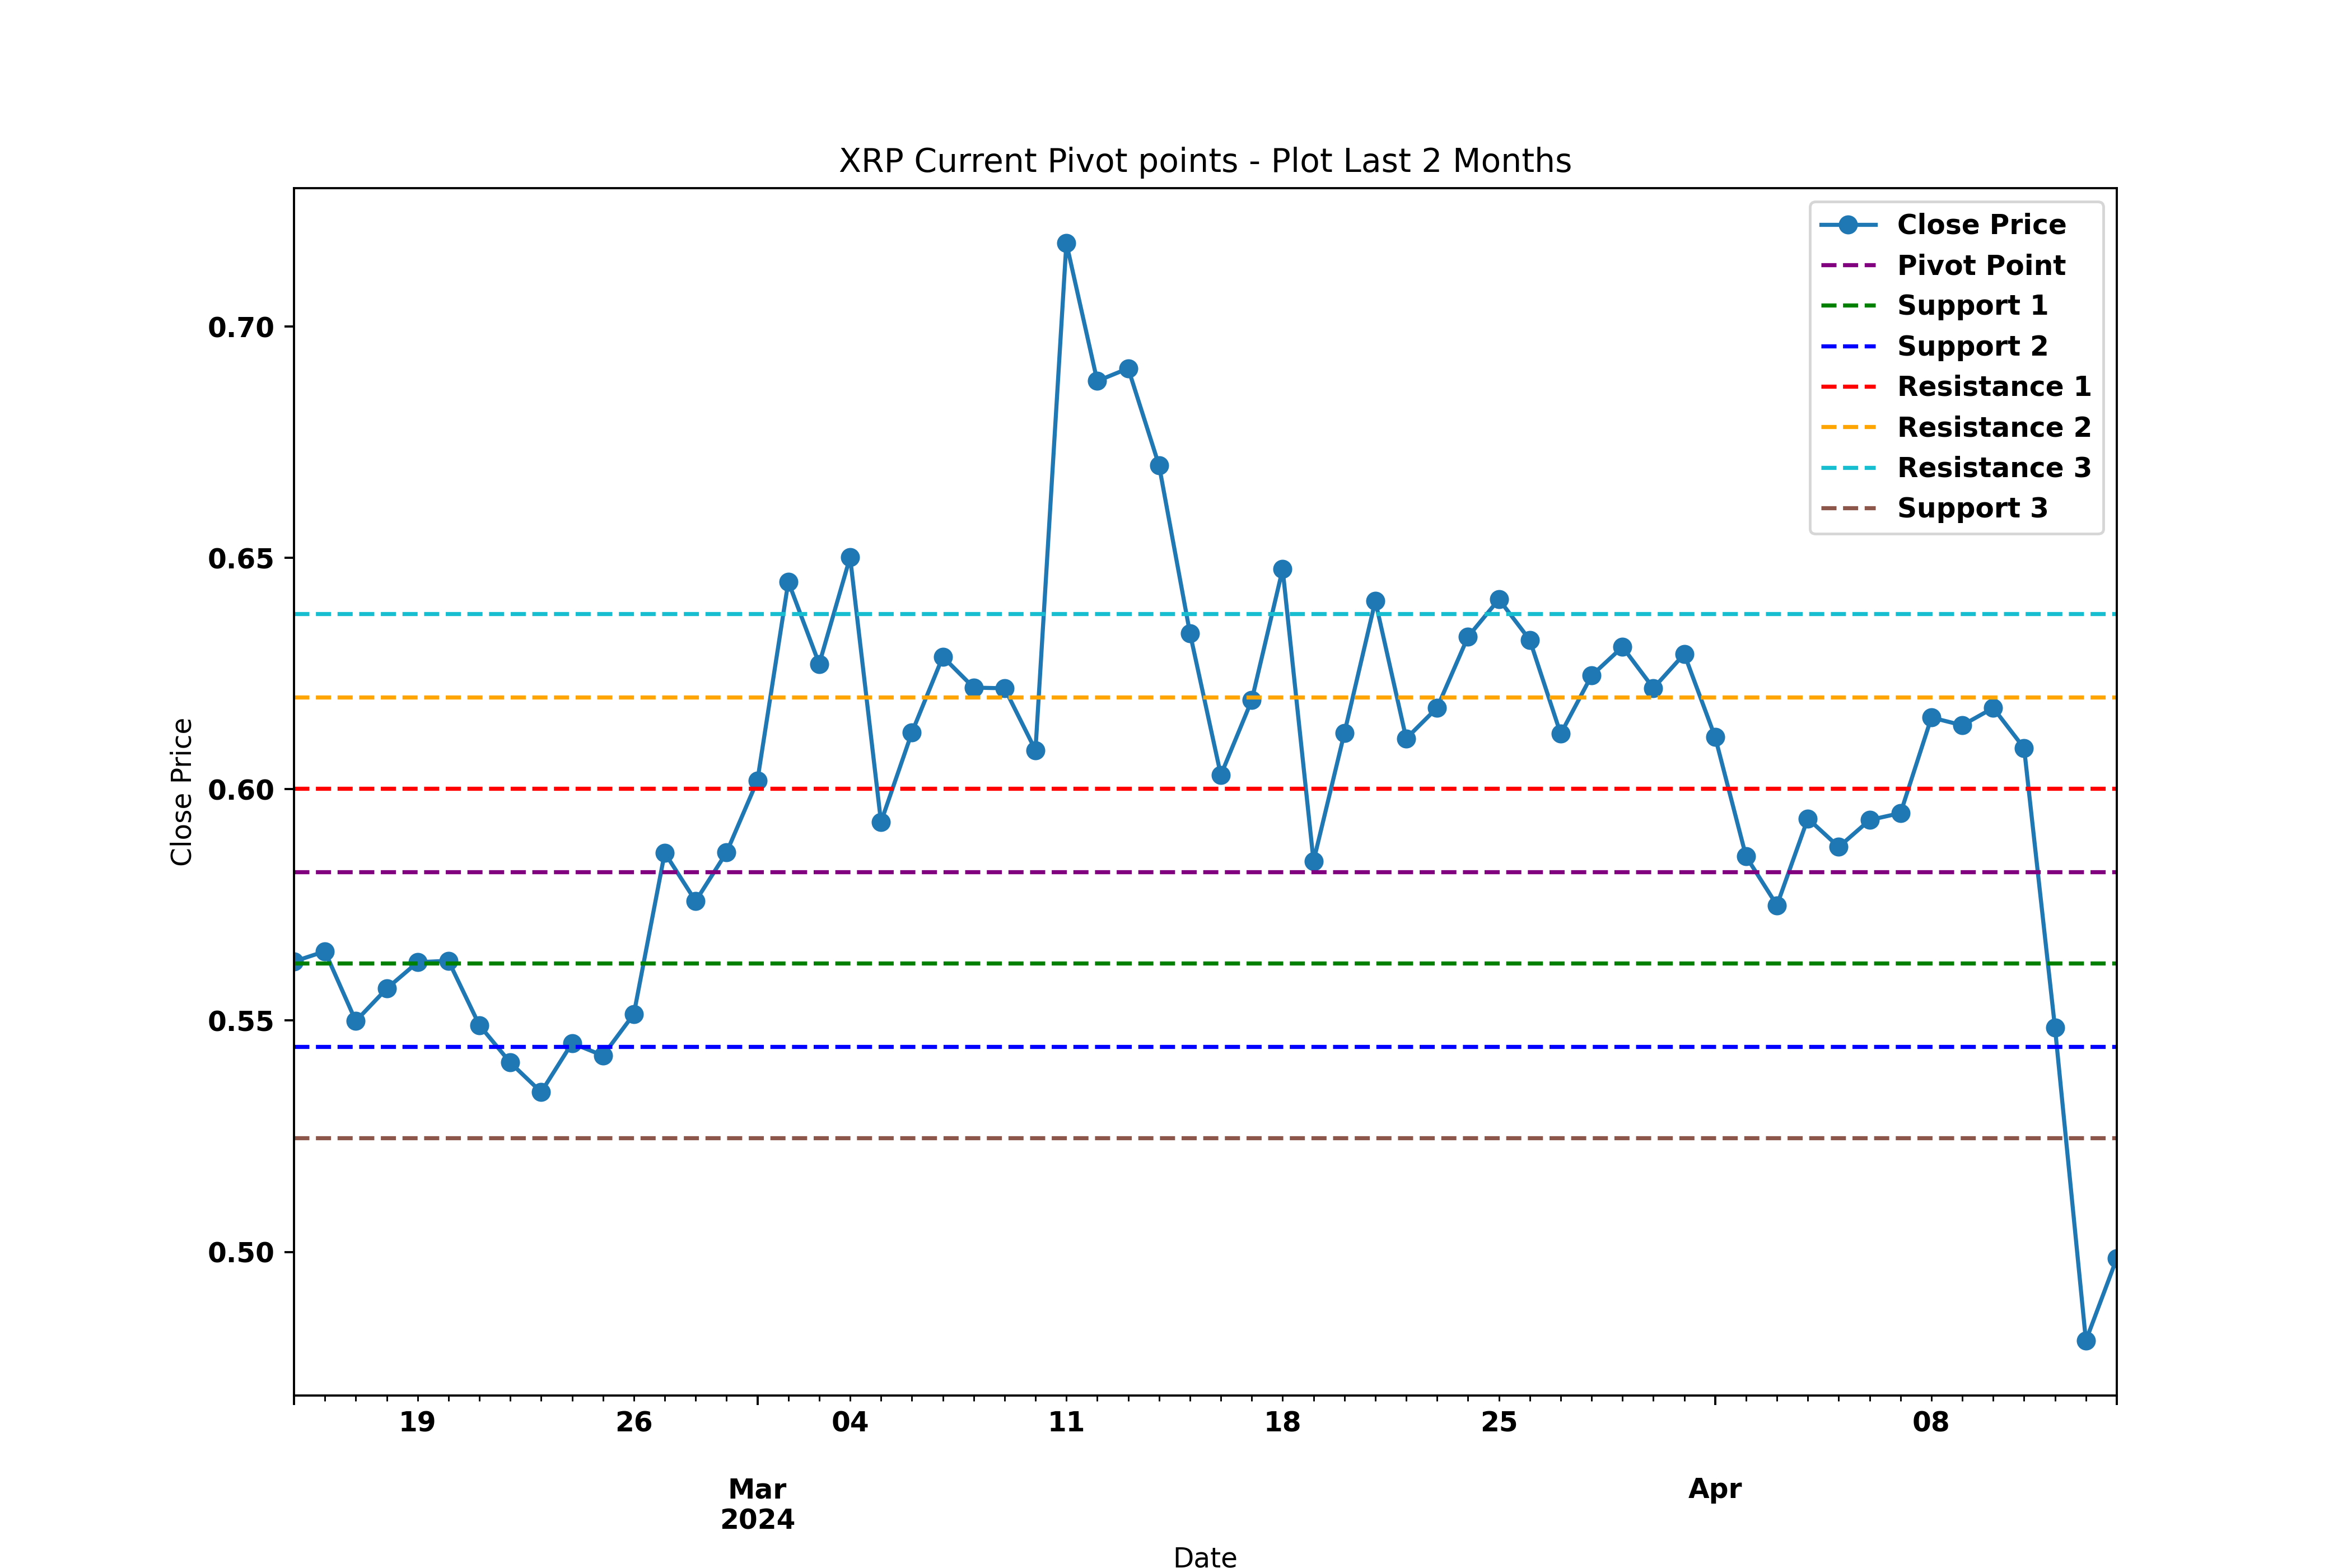 XRP Current Pivot points - Plot Last 2 Months
Close Price
Pivot Point
Support 1
Support 2
Resistance 1
Resistance 2
Resistance 3
Support 3
0.70
0.65
0.60
0.55
0.50
Close Price
19
26
04
11
18
25
08
Mar
2024
Apr
Date